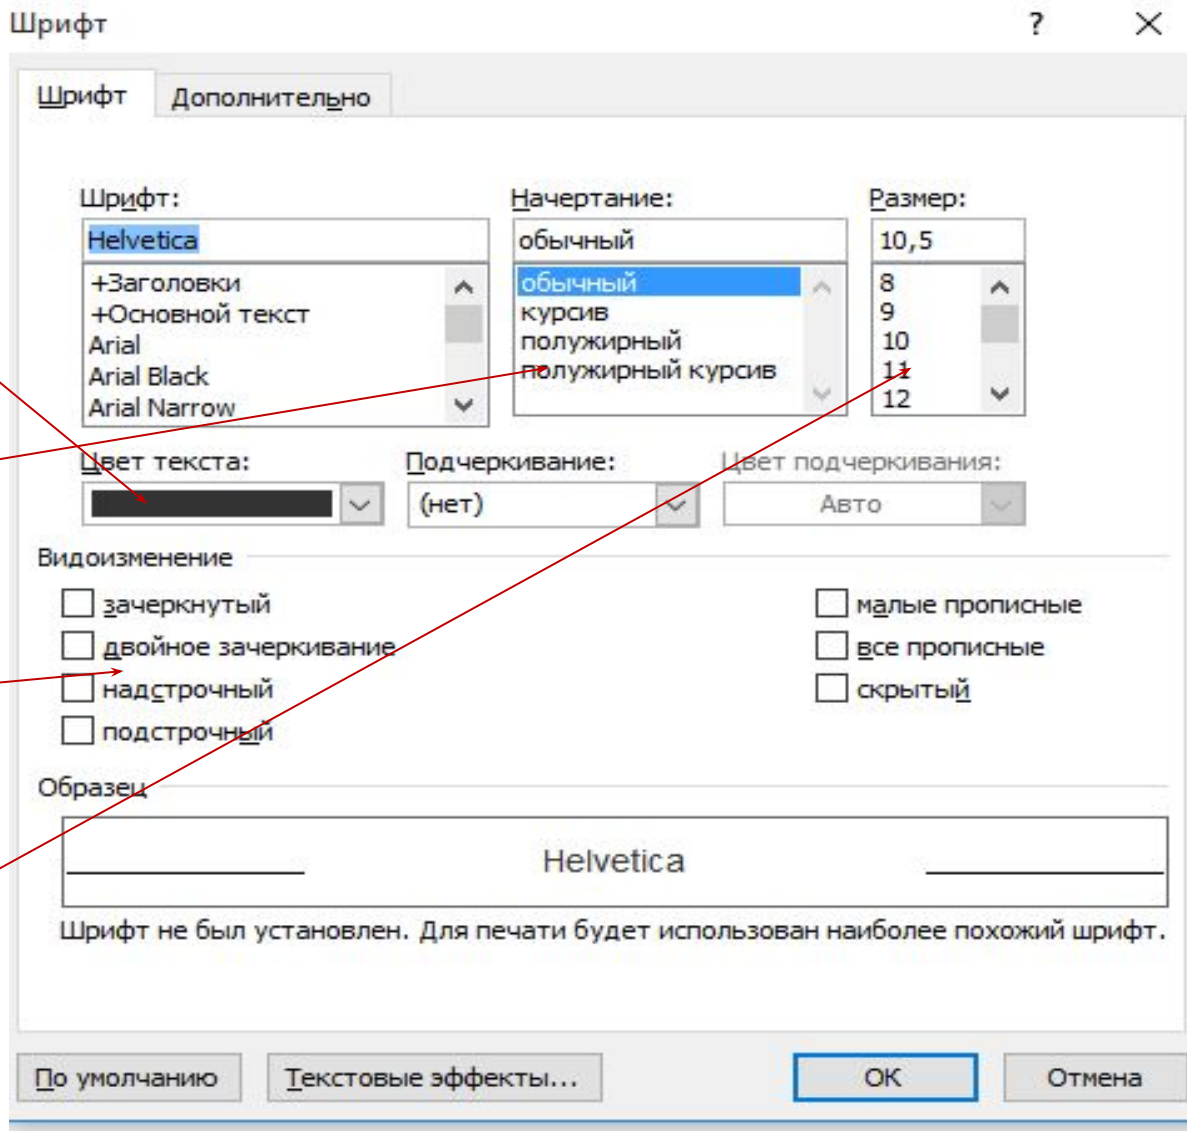 Шрифт ?
Шрифт Дополнительно
Шрифт: Начертание: Размер:
Helvetica обычный 10,5
+Заголовки обычный 8
+Основной текст курсив 9
Arial полужирный 10
Arial Black полужирный курсив 11
Arial Narrow 12
Цвет текста: Подчеркивание: Цвет подчеркивания:
(нет) Авто
Видоизменение
зачеркнутый малые прописные
двойное зачеркивание все прописные
надстрочный скрытый
подстрочный
Образец
Helvetica
Шрифт не был установлен. Для печати будет использован наиболее похожий шрифт.
По умолчанию Текстовые эффекты... ОК Отмена